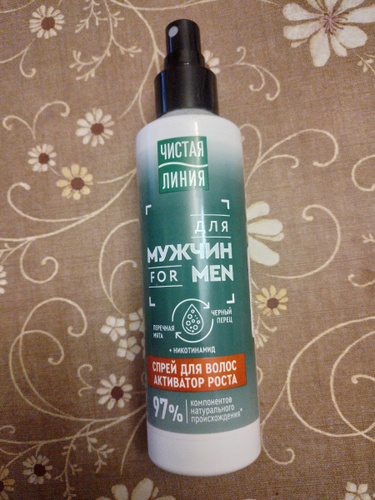 ЧИСТАЯ
ЛИНИЯ
ДЛЯ
МУЖЧИН
FOR MEN
ПЕРЕЧНАЯ
МЯТА
ЧЕРНЫЙ
ПЕРЕЦ
+ НИКОТИНАМИД
СПРЕЙ ДЛЯ ВОЛОС
АКТИВАТОР РОСТА
97%
КОМПОНЕНТОВ
НАТУРАЛЬНОГО
ПРОИСХОЖДЕНИЯ*